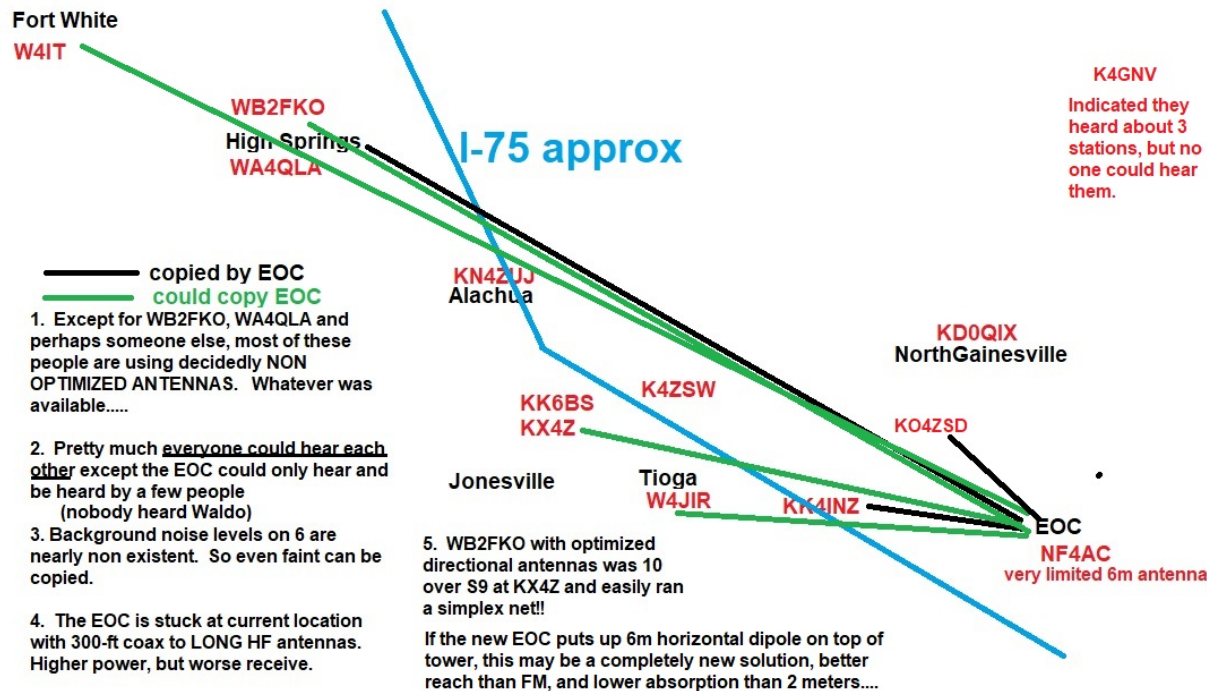 Fort White
W4IT
K4GNV
Indicated they
heard about 3
stations, but no
one could hear
them.
WB2FKO
High Springs
WA4QLA
I-75 approx
KN4ZUJ
Alachua
copied by EOC
could copy EOC
1. Except for WB2FKO, WA4QLA and
perhaps someone else, most of these
people are using decidedly NON
OPTIMIZED ANTENNAS. Whatever was
available.....
2. Pretty much everyone could hear each
other except the EOC could only hear and
be heard by a few people
(nobody heard Waldo)
3. Background noise levels on 6 are
nearly non existent. So even faint can be
copied.
4. The EOC is stuck at current location
with 300-ft coax to LONG HF antennas.
Higher power, but worse receive.
KD0QIX
NorthGainesville
K4ZSW
KK6BS
KX4Z
KO4ZSD
Jonesville
Tioga
W4JIR
KK4INZ
EOC
NF4AC
very limited 6m antenna
5. WB2FKO with optimized
directional antennas was 10
over S9 at KX4Z and easily ran
a simplex net!!
If the new EOC puts up 6m horizontal dipole on top of
tower, this may be a completely new solution, better
reach than FM, and lower absorption than 2 meters....